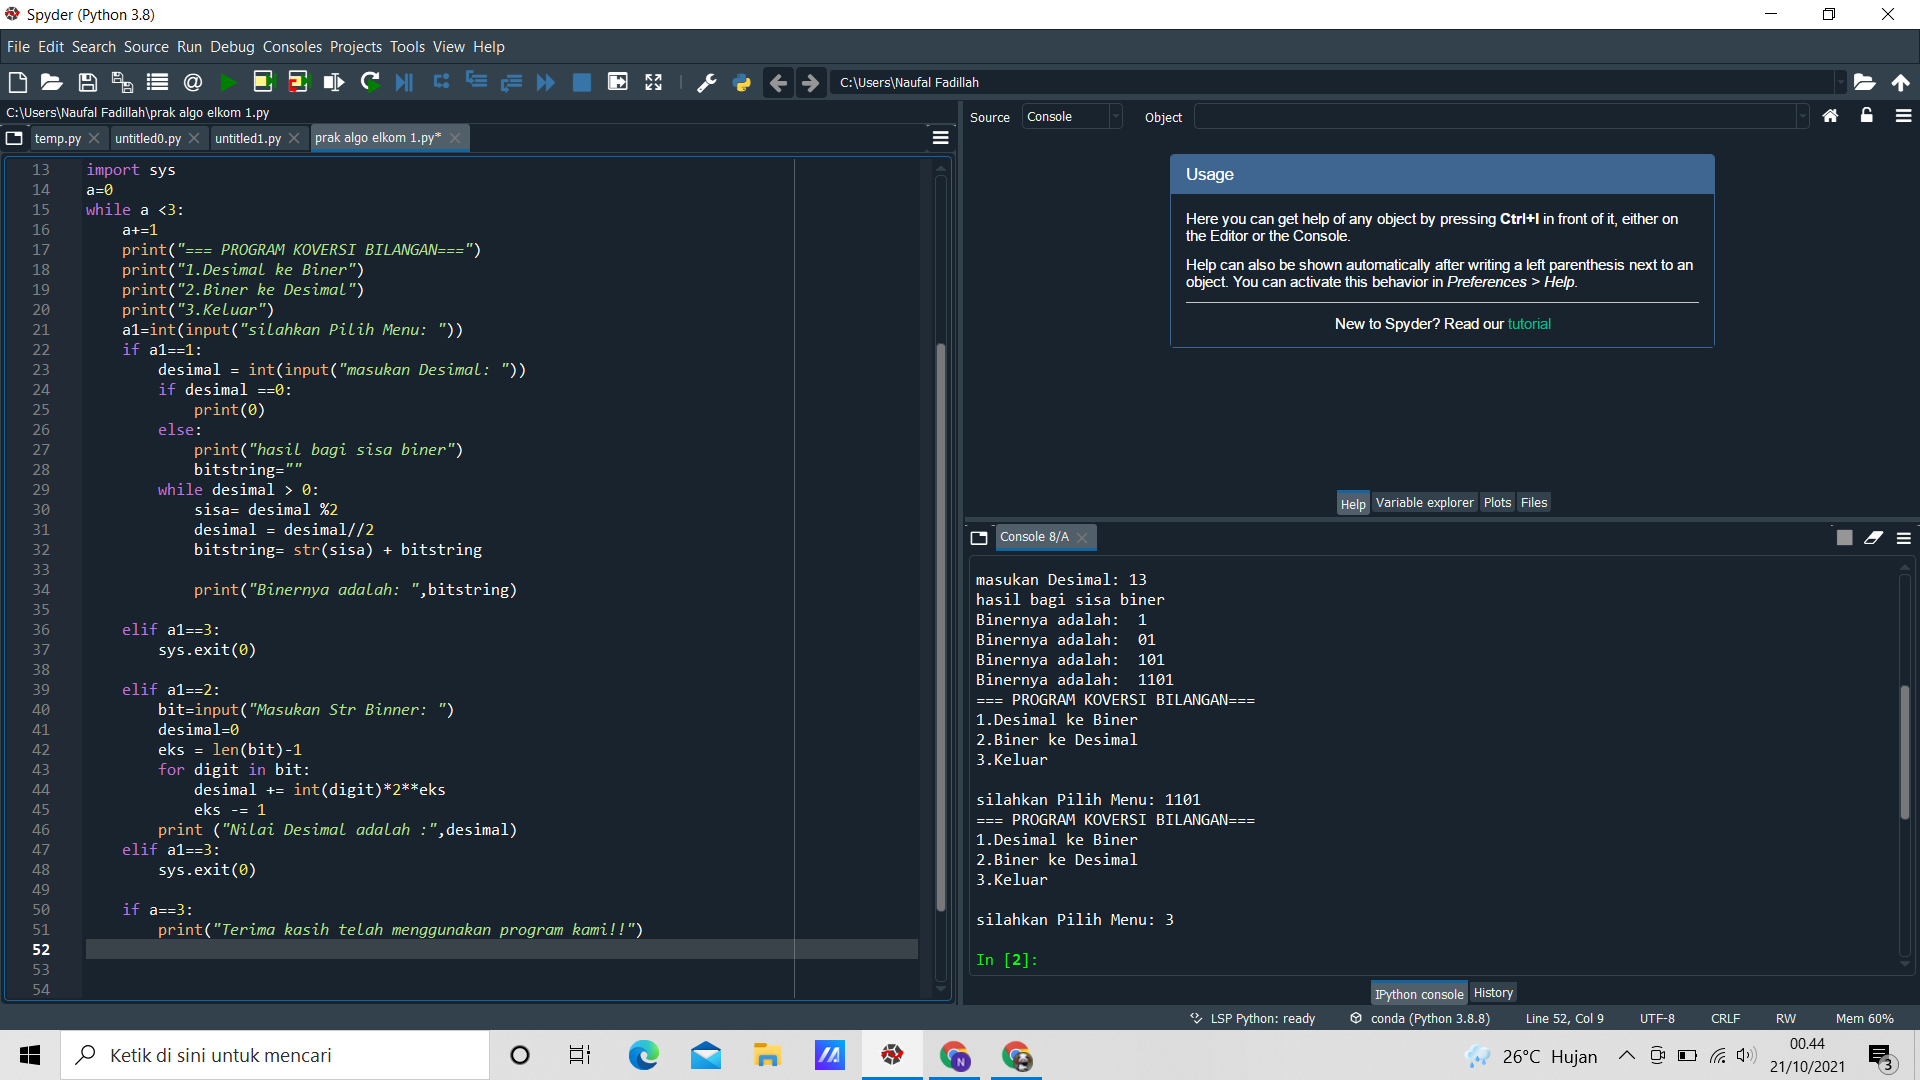 Spyder (Python 3.8)
File Edit Search Source Run Debug Consoles Projects Tools View Help
C:\Users\Naufal Fadillah
C:\Users\Naufal Fadillah\prak algo elkom 1.py
temp.py untitled0.py untitled1.py prak algo elkom 1.py*
13 import sys
14 a=0
15 while a <3:
16 a+=1
17 print("=== PROGRAM KOVERSI BILANGAN===")
18 print("1.Desimal ke Biner")
19 print("2.Biner ke Desimal")
20 print("3.Keluar")
21 a1=int(input("silahkan Pilih Menu: "))
22 if a1==1:
23 desimal = int(input("masukan Desimal: "))
24 if desimal ==0:
25 print(0)
26 else:
27 print("hasil bagi sisa biner")
28 bitstring=""
29 while desimal > 0:
30 sisa= desimal %2
31 desimal = desimal//2
32 bitstring= str(sisa) + bitstring
33
34 print("Binernya adalah: ",bitstring)
35
36 elif a1==3:
37 sys.exit(0)
38
39 elif a1==2:
40 bit=input("Masukan Str Binner: ")
41 desimal=0
42 eks = len(bit)-1
43 for digit in bit:
44 desimal += int(digit)*2**eks
45 eks -= 1
46 print ("Nilai Desimal adalah :",desimal)
47 elif a1==3:
48 sys.exit(0)
49
50 if a==3:
51 print("Terima kasih telah menggunakan program kami!!")
52
53
54
Source Console Object
Usage
Here you can get help of any object by pressing Ctrl+I in front of it, either on
the Editor or the Console.
Help can also be shown automatically after writing a left parenthesis next to an
object. You can activate this behavior in Preferences > Help.
New to Spyder? Read our tutorial
Help Variable explorer Plots Files
Console 8/A
masukan Desimal: 13
hasil bagi sisa biner
Binernya adalah:  1
Binernya adalah:  01
Binernya adalah:  101
Binernya adalah:  1101
=== PROGRAM KOVERSI BILANGAN===
1.Desimal ke Biner
2.Biner ke Desimal
3.Keluar
silahkan Pilih Menu: 1101
=== PROGRAM KOVERSI BILANGAN===
1.Desimal ke Biner
2.Biner ke Desimal
3.Keluar
silahkan Pilih Menu: 3
In [2]:
IPython console History
LSP Python: ready conda (Python 3.8.8) Line 52, Col 9 UTF-8 CRLF RW Mem 60%
Ketik di sini untuk mencari
N
26°C Hujan
00.44
21/10/2021
3